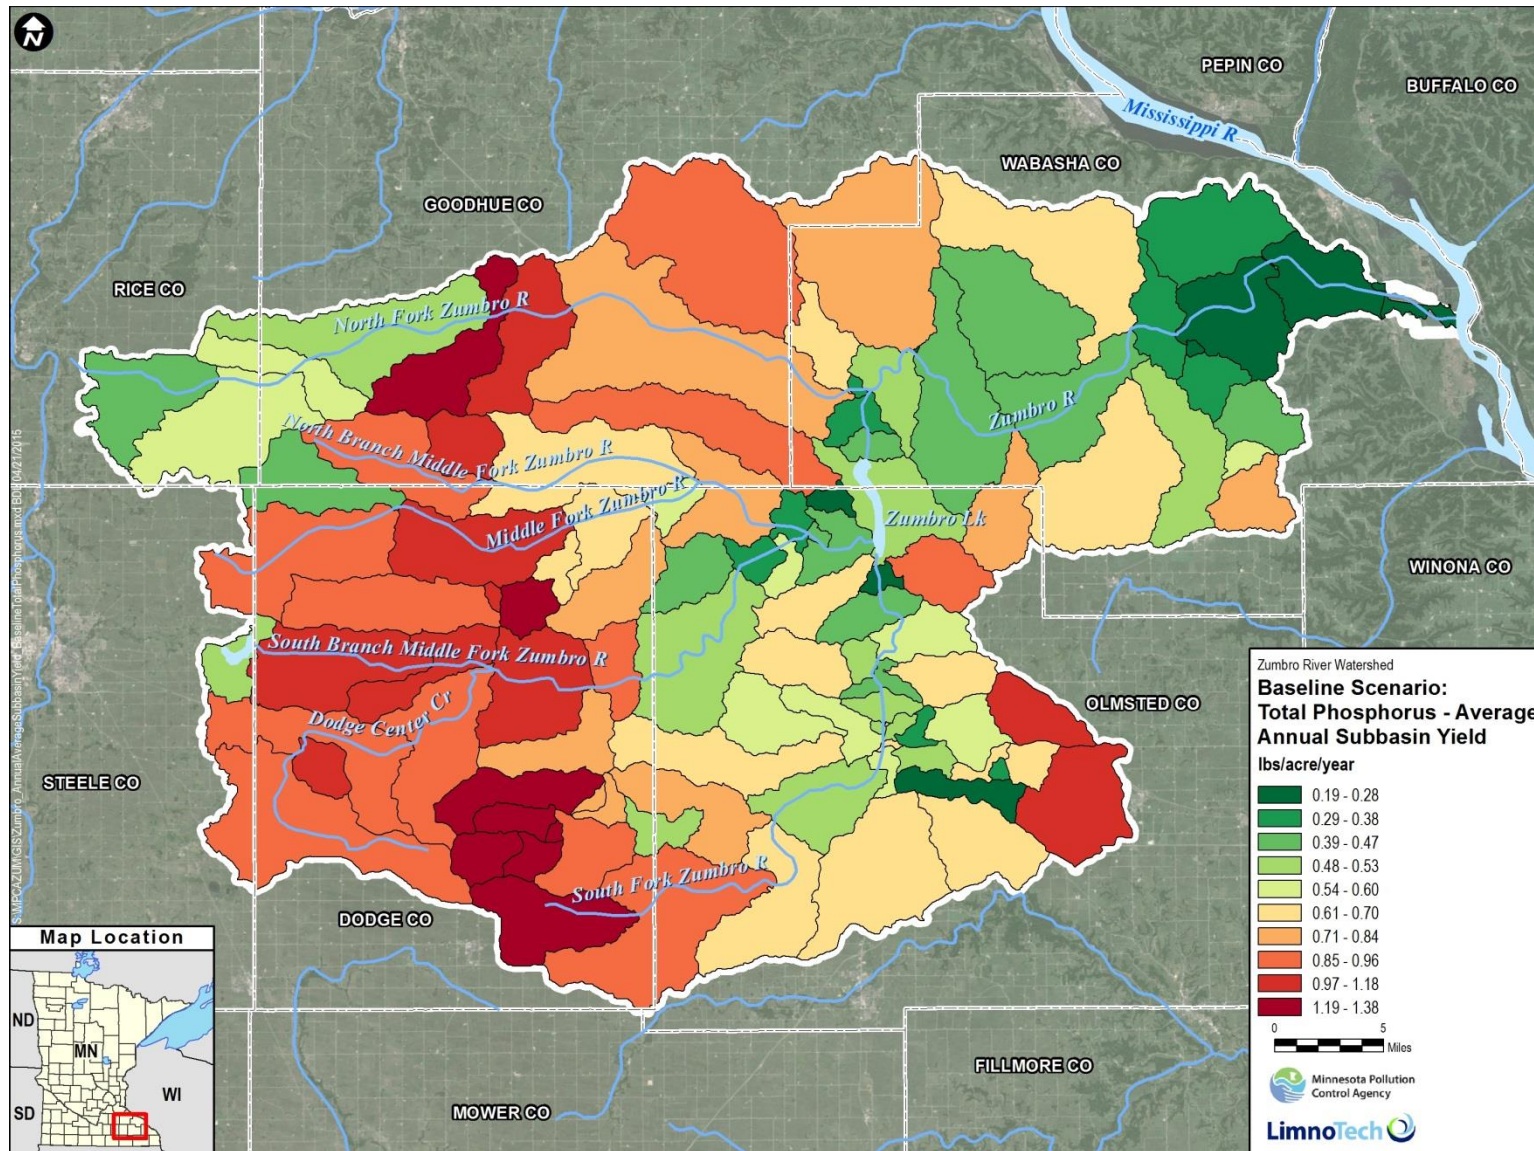 N
PEPIN CO
BUFFALO CO
Mississippi R
WABASHA CO
GOODHUE CO
RICE CO
North Fork Zumbro R
Zumbro R
North Branch Middle Fork Zumbro R
Middle Fork Zumbro R
Zumbro Lk
WINONA CO
South Branch Middle Fork Zumbro R
Dodge Center Cr
OLMSTED CO
STEELE CO
South Fork Zumbro R
DODGE CO
FILLMORE CO
MOWER CO
Map Location
ND
MN
WI
SD
Zumbro River Watershed
Baseline Scenario:
Total Phosphorus - Average
Annual Subbasin Yield
lbs/acre/year
0.19 - 0.28
0.29 - 0.38
0.39 - 0.47
0.48 - 0.53
0.54 - 0.60
0.61 - 0.70
0.71 - 0.84
0.85 - 0.96
0.97 - 1.18
1.19 - 1.38
0 5
Miles
Minnesota Pollution
Control Agency
LimnoTech